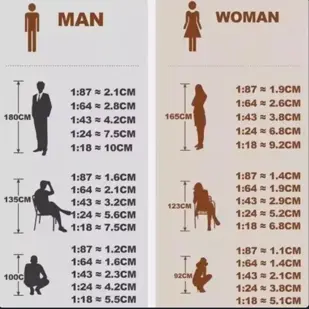 MAN
180CM
1:87 ≈ 2.1CM
1:64 ≈ 2.8CM
1:43 ≈ 4.2CM
1:24 ≈ 7.5CM
1:18 ≈ 10CM
135CM
1:87 ≈ 1.6CM
1:64 ≈ 2.1CM
1:43 ≈ 3.2CM
1:24 ≈ 5.6CM
1:18 ≈ 7.5CM
100C
1:87 ≈ 1.2CM
1:64 ≈ 1.6CM
1:43 ≈ 2.3CM
1:24 ≈ 4.2CM
1:18 ≈ 5.5CM
WOMAN
165CM
1:87 ≈ 1.9CM
1:64 ≈ 2.6CM
1:43 ≈ 3.8CM
1:24 ≈ 6.8CM
1:18 ≈ 9.2CM
123CM
1:87 ≈ 1.4CM
1:64 ≈ 1.9CM
1:43 ≈ 2.9CM
1:24 ≈ 5.2CM
1:18 ≈ 6.8CM
92CM
1:87 ≈ 1.1CM
1:64 ≈ 1.4CM
1:43 ≈ 2.1CM
1:24 ≈ 3.8CM
1:18 ≈ 5.1CM